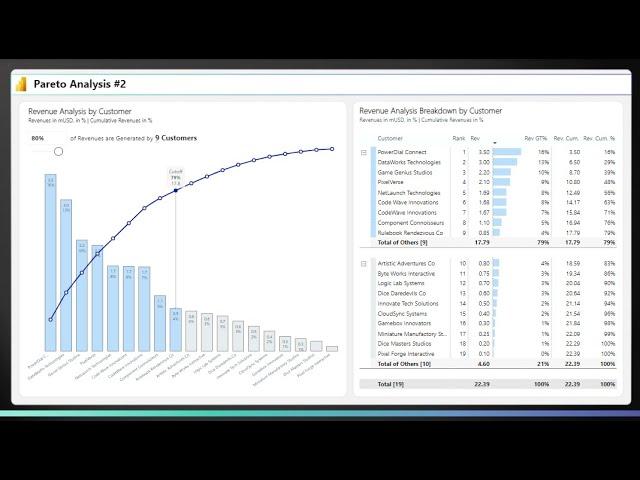 Pareto Analysis #2
Revenue Analysis by Customer
Revenues in mUSD, in % | Cumulative Revenues in %
80% of Revenues are Generated by 9 Customers
Cutoff
79%
17.8
Revenue Analysis Breakdown by Customer
Revenues in mUSD, in % | Cumulative Revenues in %
Customer Rank Rev Rev GT% Rev. Cum. Rev. Cum. %
PowerDial Connect 1 3.50 16% 3.50 16%
DataWorks Technologies 2 3.00 13% 6.50 29%
Game Genius Studios 3 2.20 10% 8.70 39%
PixelVerse 4 2.10 9% 10.80 48%
NetLaunch Technologies 5 1.69 8% 12.49 56%
CodeWave Innovations 6 1.68 7% 14.17 63%
CodeWave Innovations 7 1.67 7% 15.84 71%
Component Connoisseurs 8 1.10 5% 16.94 76%
Rulebook Rendezvous Co 9 0.85 4% 17.79 79%
Total of Others [9] 17.79 79% 17.79 79%
Artistic Adventures Co 10 0.80 4% 18.59 83%
Byte Works Interactive 11 0.75 3% 19.34 86%
Logic Lab Systems 12 0.70 3% 20.04 90%
Dice Daredevils Co 13 0.60 3% 20.64 92%
Innovate Tech Solutions 14 0.50 2% 21.14 94%
CloudSync Systems 15 0.40 2% 21.54 96%
Gamebox Innovators 16 0.30 1% 21.84 98%
Miniature Manufactory St... 17 0.25 1% 22.09 99%
Dice Masters Studios 18 0.20 1% 22.29 100%
Pixel Forge Interactive 19 0.10 0% 22.39 100%
Total of Others [10] 4.60 21% 22.39 100%
Total [19] 22.39 100% 22.39 100%